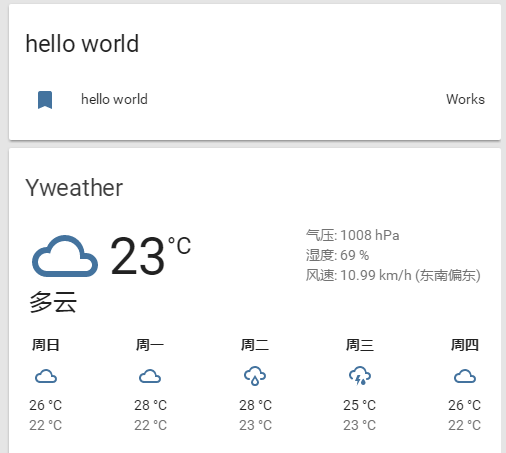 hello world
hello world Works
Yweather
23 °C
多云
气压: 1008 hPa
湿度: 69 %
风速: 10.99 km/h (东南偏东)
周日 周一 周二 周三 周四
26 °C 28 °C 28 °C 25 °C 26 °C
22 °C 22 °C 23 °C 23 °C 22 °C